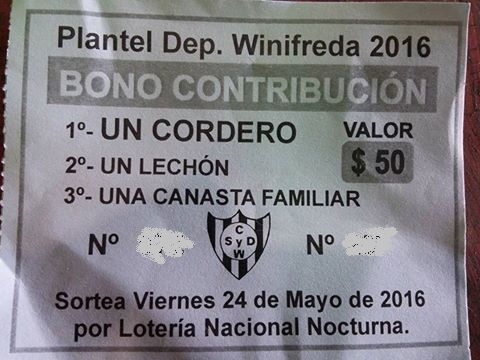 Plantel Dep. Winifreda 2016
BONO CONTRIBUCIÓN
1º- UN CORDERO VALOR
2º- UN LECHÓN $ 50
3º- UNA CANASTA FAMILIAR
Nº C S y D W Nº
Sortea Viernes 24 de Mayo de 2016
por Lotería Nacional Nocturna.